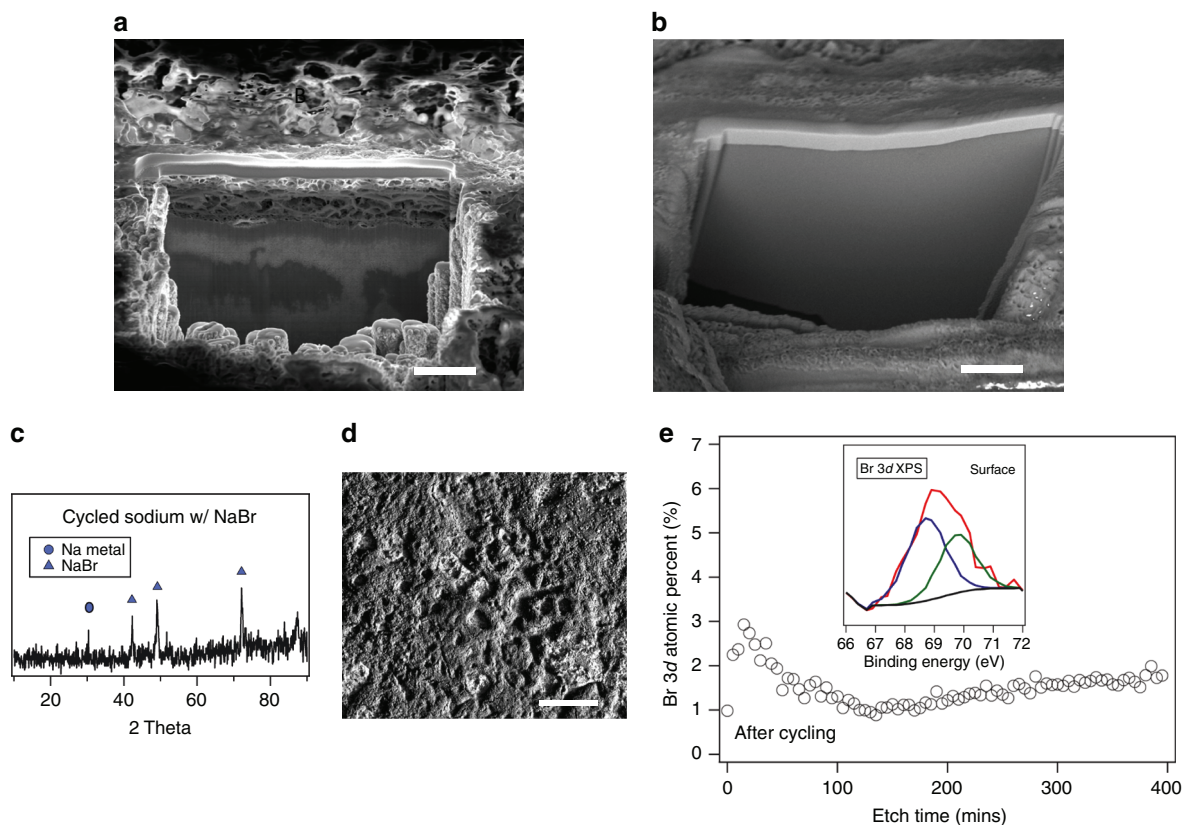 a
B
b
c
Cycled sodium w/ NaBr
Na metal
NaBr
20 40 60 80
2 Theta
d
e
7
6
5
4
3
2
1
0
Br 3d atomic percent (%)
Br 3d XPS
Surface
66 67 68 69 70 71 72
Binding energy (eV)
After cycling
0 100 200 300 400
Etch time (mins)